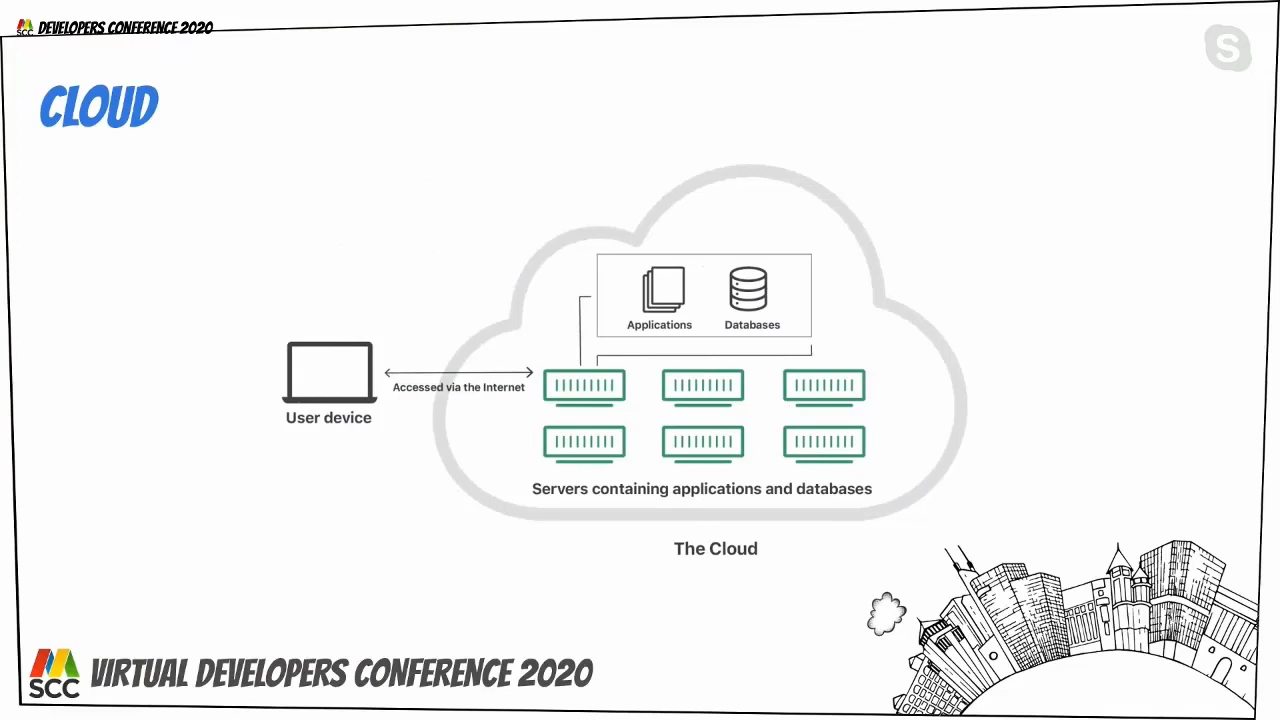 SCC DEVELOPERS CONFERENCE 2020
S
CLOUD
Applications Databases
Accessed via the Internet
User device
Servers containing applications and databases
The Cloud
SCC VIRTUAL DEVELOPERS CONFERENCE 2020